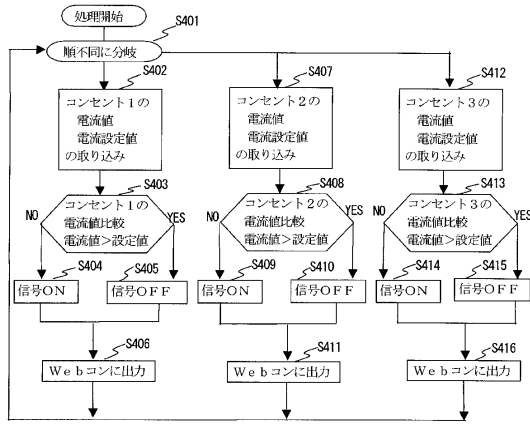 処理開始
S401
順不同に分岐
S402
コンセント1の
電流値
電流設定値
の取り込み
S403
コンセント1の
電流値比較
電流値>設定値
NO
YES
S404
信号ON
S405
信号OFF
S406
Webコンに出力
S407
コンセント2の
電流値
電流設定値
の取り込み
S408
コンセント2の
電流値比較
電流値>設定値
NO
YES
S409
信号ON
S410
信号OFF
S411
Webコンに出力
S412
コンセント3の
電流値
電流設定値
の取り込み
S413
コンセント3の
電流値比較
電流値>設定値
NO
YES
S414
信号ON
S415
信号OFF
S416
Webコンに出力